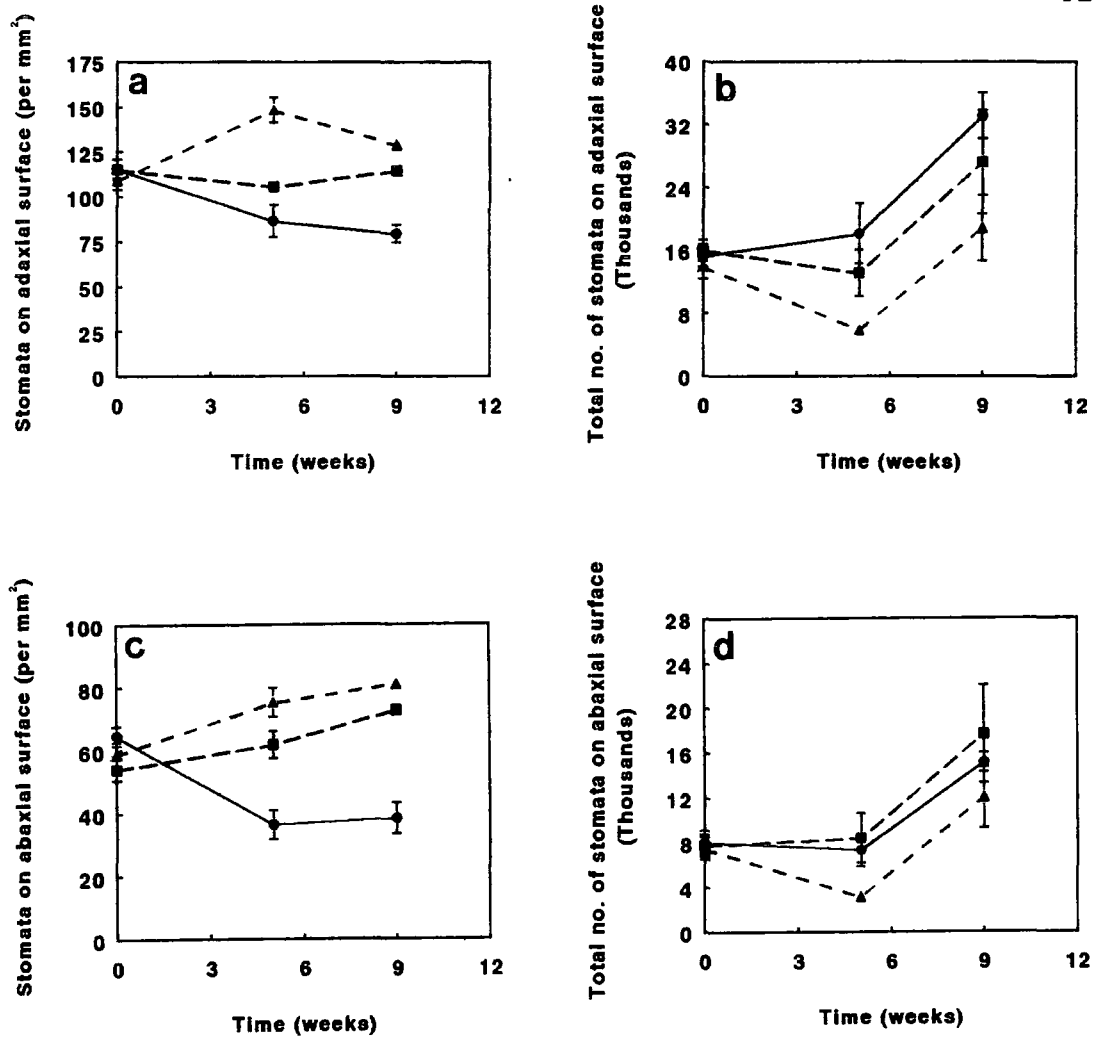 a
Stomata on adaxial surface (per mm²)
175
150
125
100
75
50
25
0
0 3 6 9 12
Time (weeks)
b
Total no. of stomata on adaxial surface
(Thousands)
40
32
24
16
8
0
0 3 6 9 12
Time (weeks)
c
Stomata on abaxial surface (per mm²)
100
80
60
40
20
0
0 3 6 9 12
Time (weeks)
d
Total no. of stomata on abaxial surface
(Thousands)
28
24
20
16
12
8
4
0
0 3 6 9 12
Time (weeks)